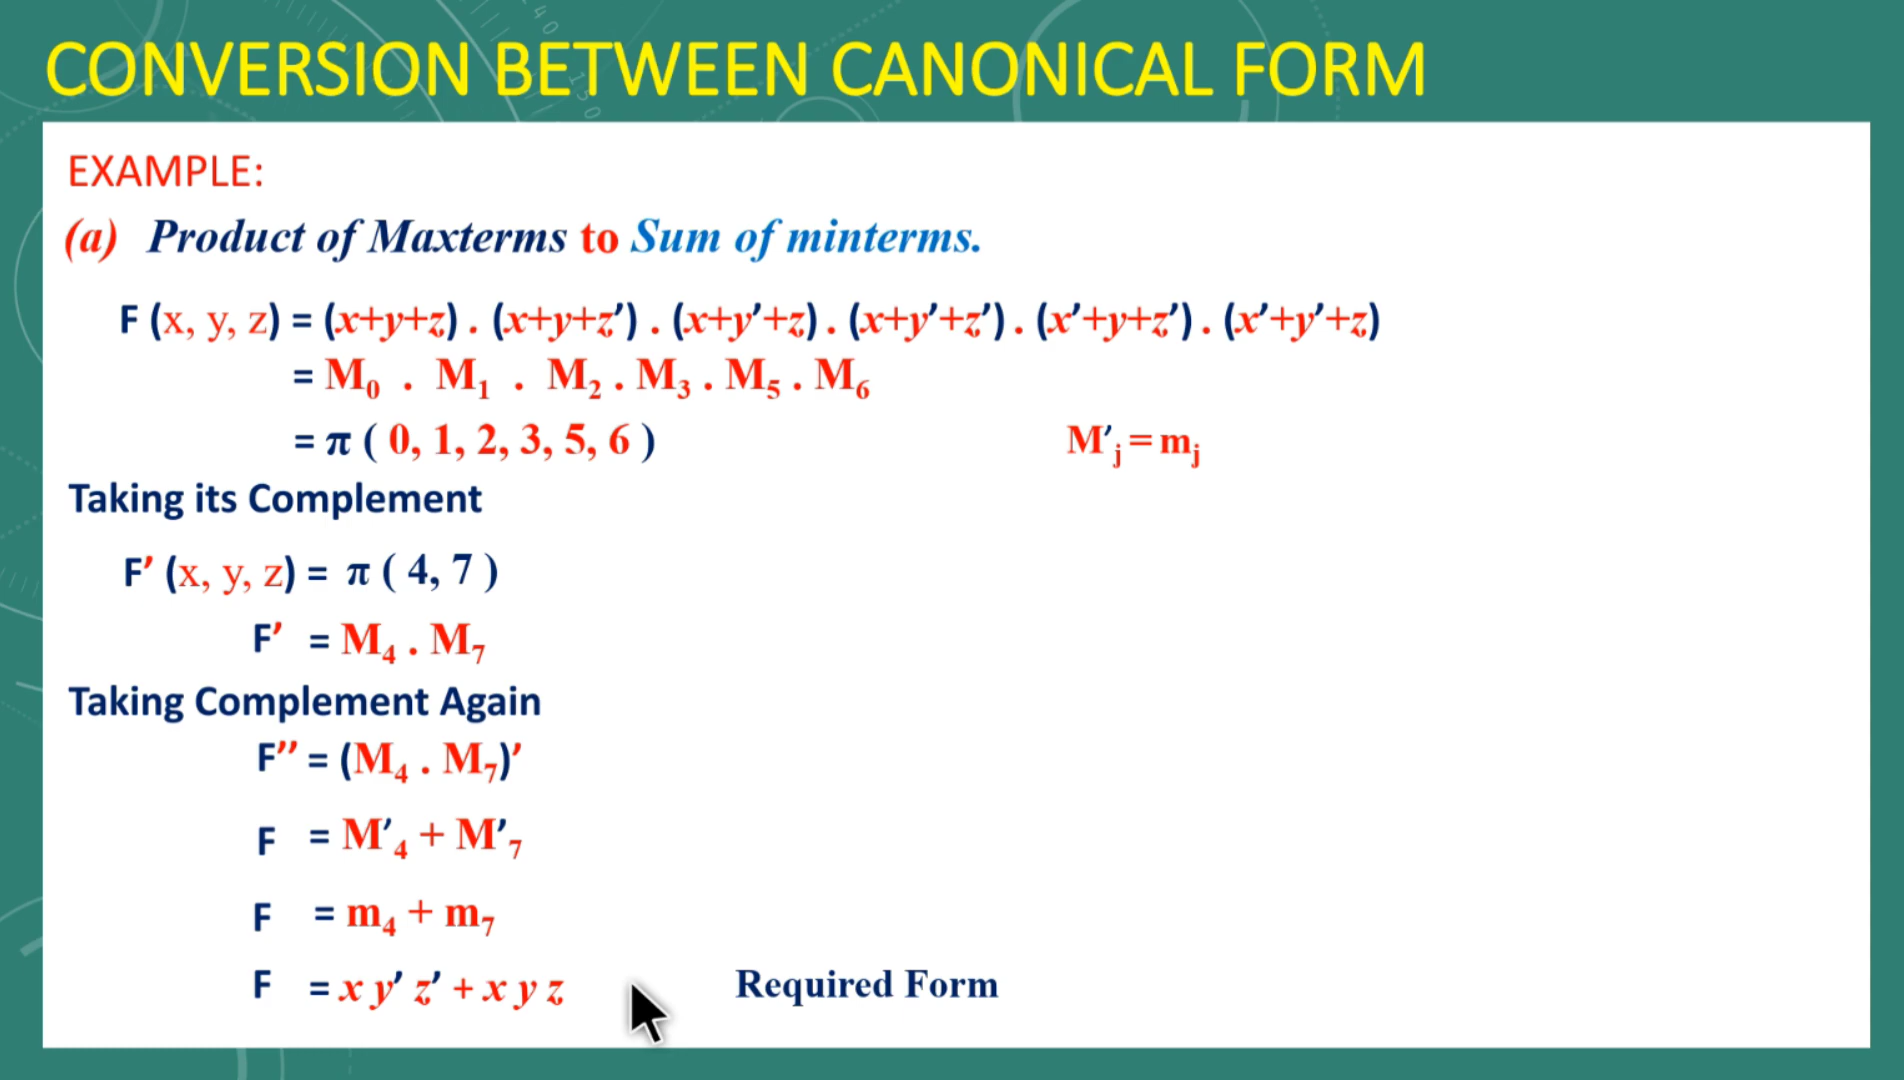 CONVERSION BETWEEN CANONICAL FORM
EXAMPLE:
(a) Product of Maxterms to Sum of minterms.
F (x, y, z) = (x+y+z) . (x+y+z′) . (x+y′+z) . (x+y′+z′) . (x′+y+z′) . (x′+y′+z)
= M₀ . M₁ . M₂ . M₃ . M₅ . M₆
= π ( 0, 1, 2, 3, 5, 6 )
M′ⱼ = mⱼ
Taking its Complement
F′ (x, y, z) = π ( 4, 7 )
F′ = M₄ . M₇
Taking Complement Again
F′′ = (M₄ . M₇)′
F = M′₄ + M′₇
F = m₄ + m₇
F = x y′ z′ + x y z
Required Form